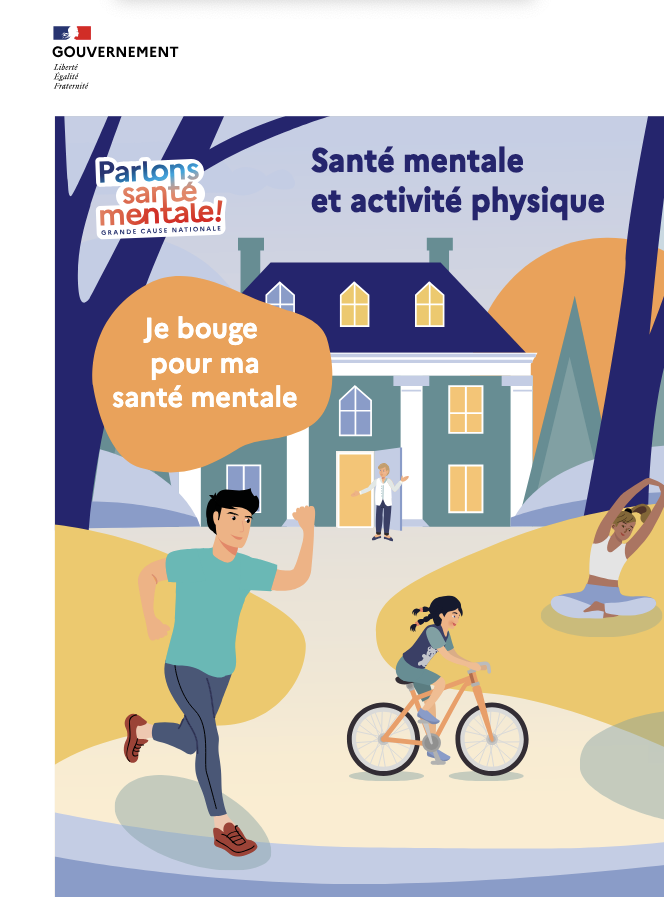 GOUVERNEMENT
Liberté
Égalité
Fraternité
Parlons
santé
mentale!
GRANDE CAUSE NATIONALE
Santé mentale
et activité physique
Je bouge
pour ma
santé mentale